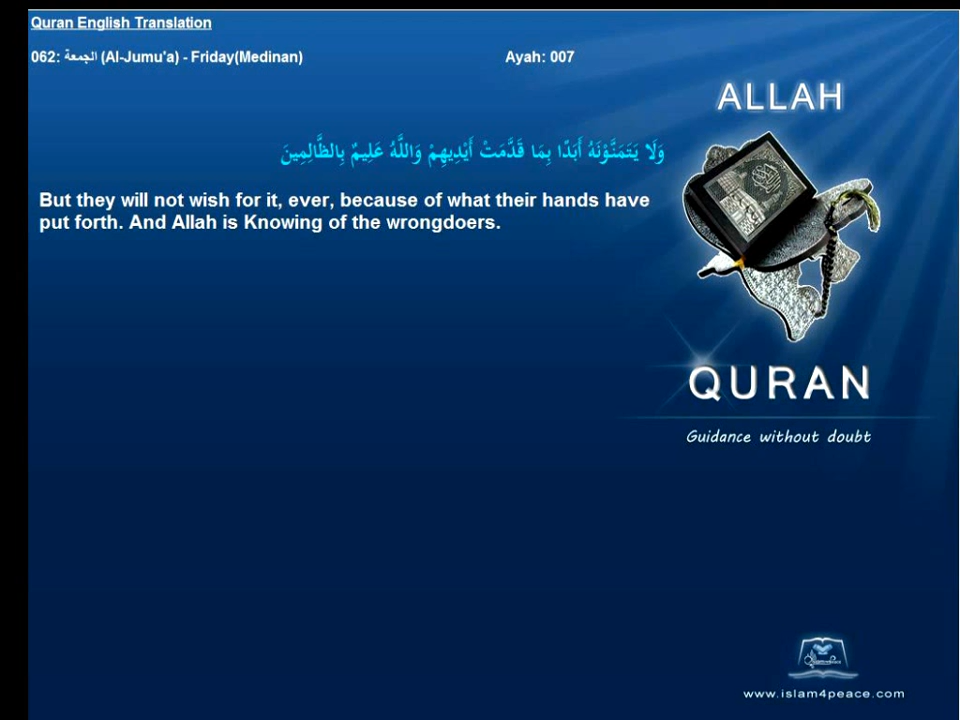 Quran English Translation
062: الجمعة (Al-Jumu'a) - Friday(Medinan) Ayah: 007
ALLAH
وَلَا يَتَمَنَّوْنَهُ أَبَدًا بِمَا قَدَّمَتْ أَيْدِيهِمْ وَاللَّهُ عَلِيمٌ بِالظَّالِمِينَ
But they will not wish for it, ever, because of what their hands have
put forth. And Allah is Knowing of the wrongdoers.
QURAN
Guidance without doubt
www.islam4peace.com